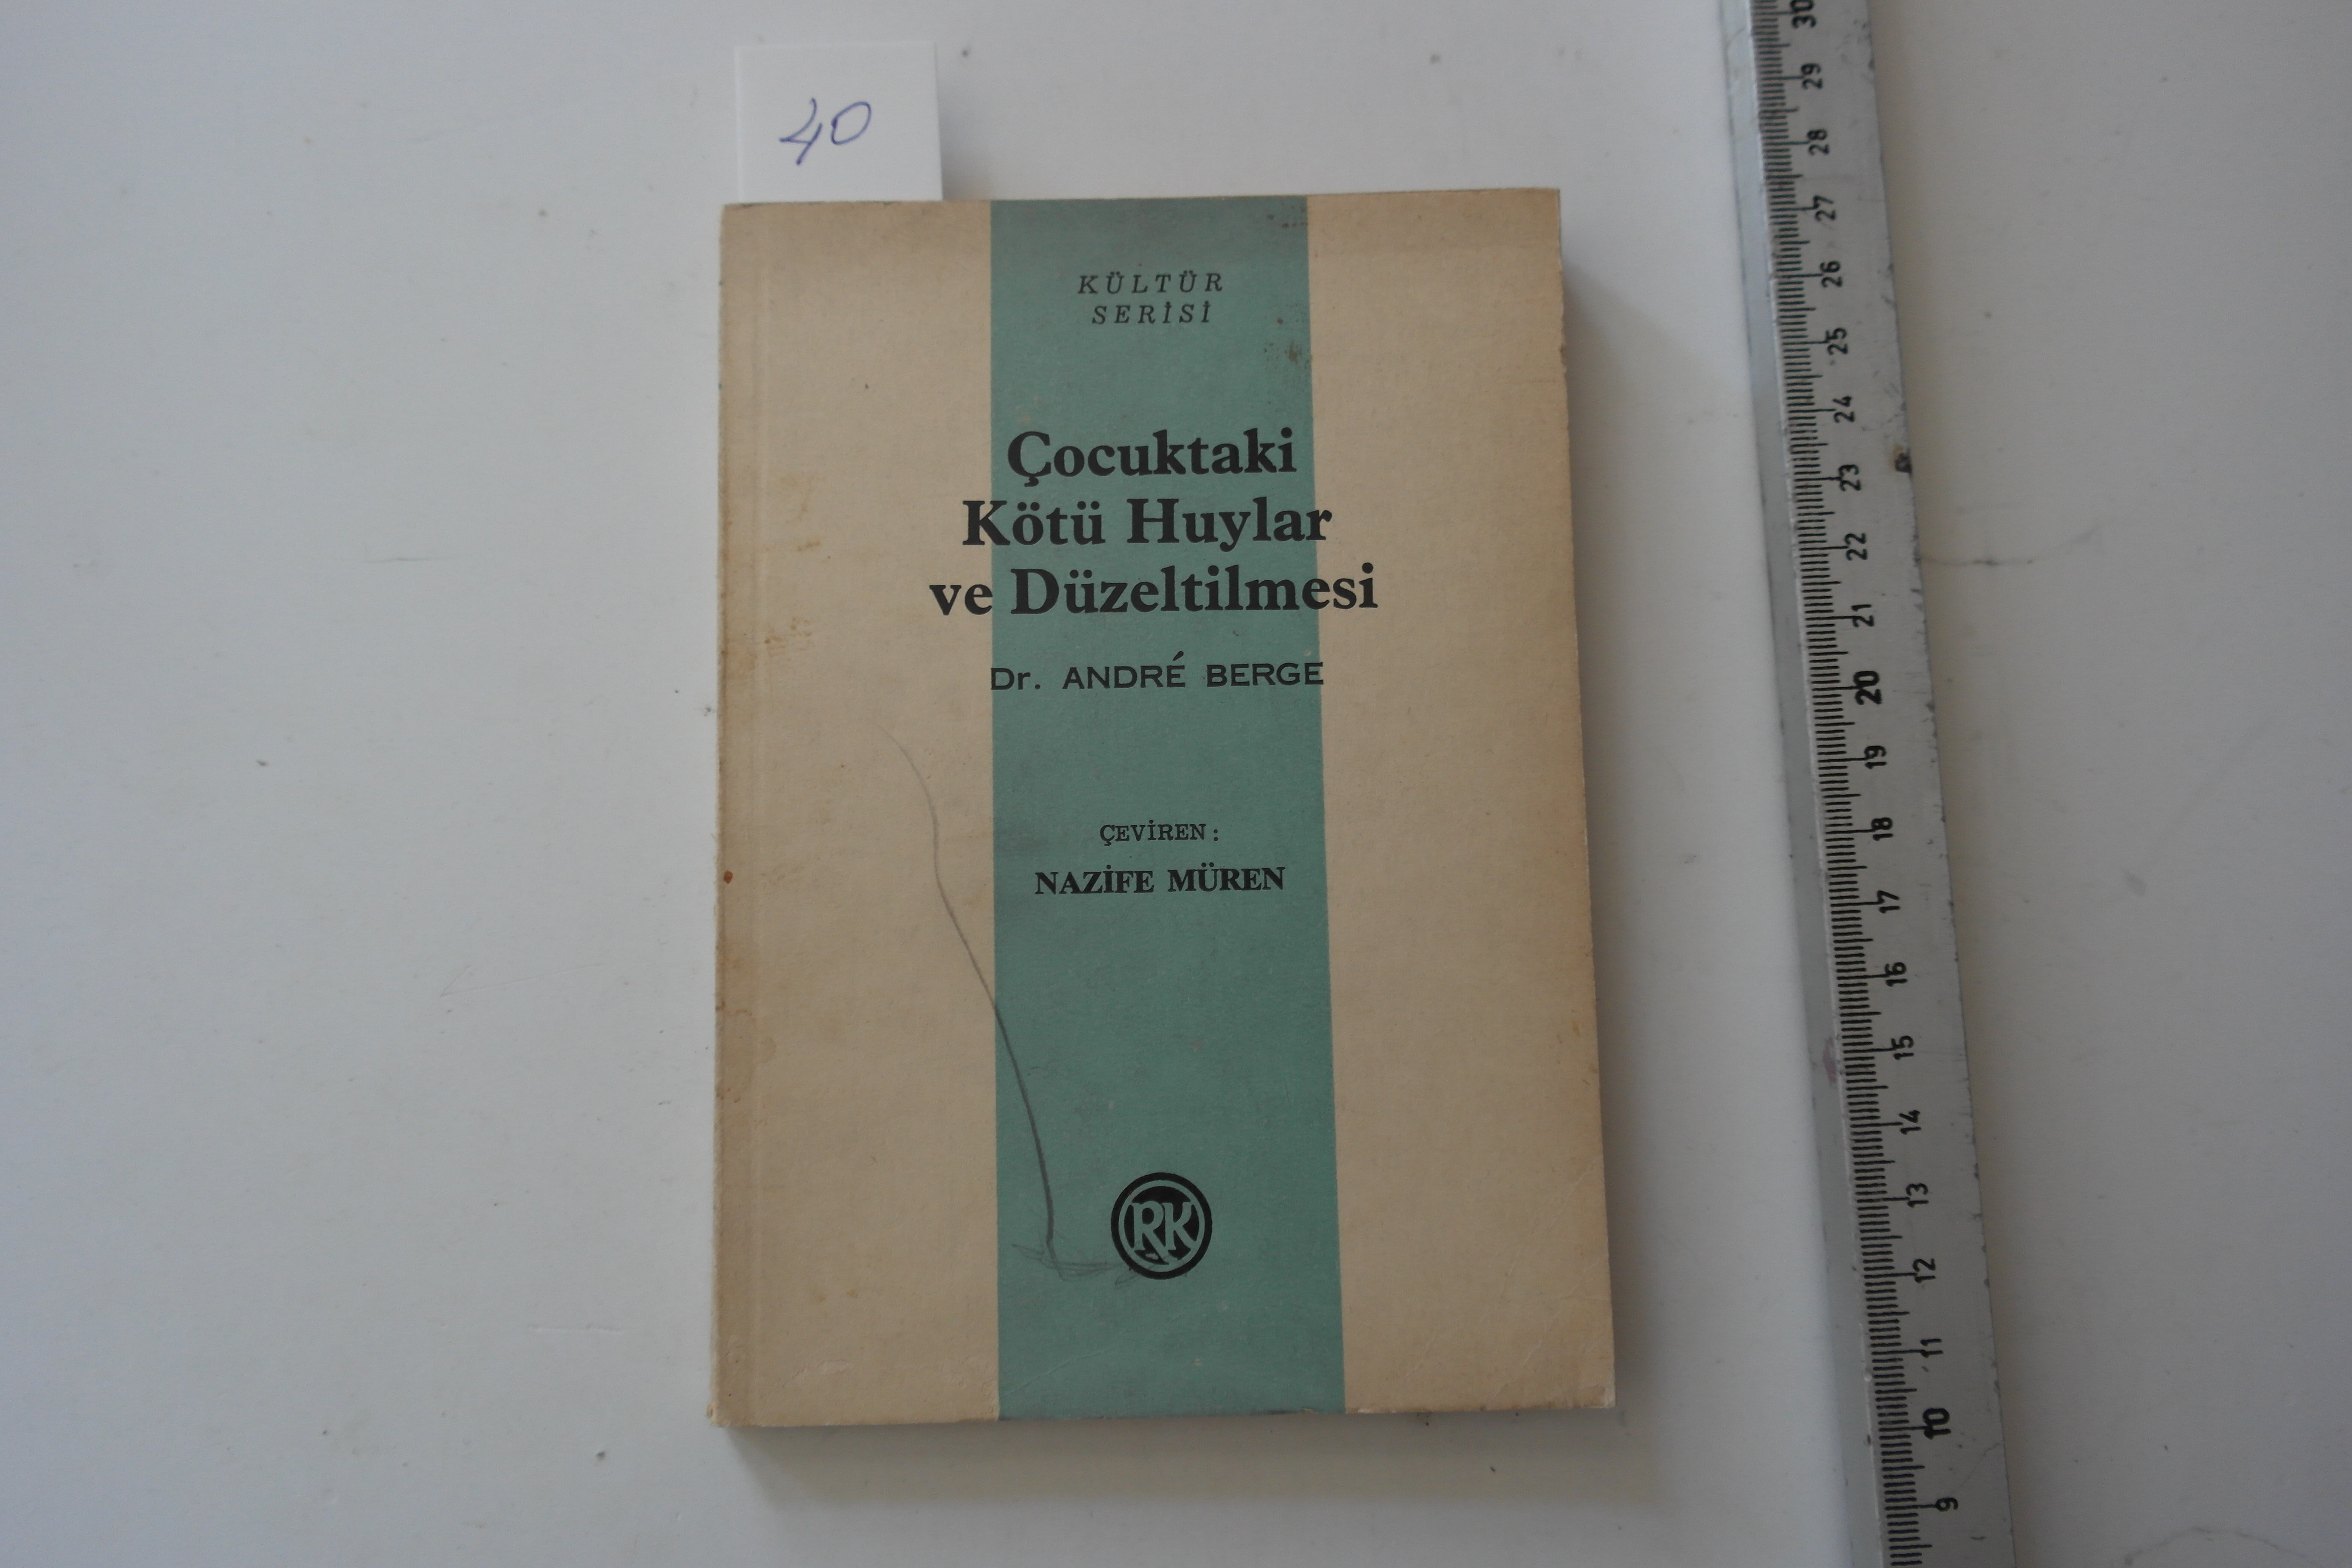 40
KÜLTÜR
SERİSİ
Çocuktaki
Kötü Huylar
ve Düzeltilmesi
Dr. ANDRÉ BERGE
ÇEVİREN :
NAZİFE MÜREN
RK
30
29
28
27
26
25
24
23
22
21
20
19
18
17
16
15
14
13
12
11
10
9